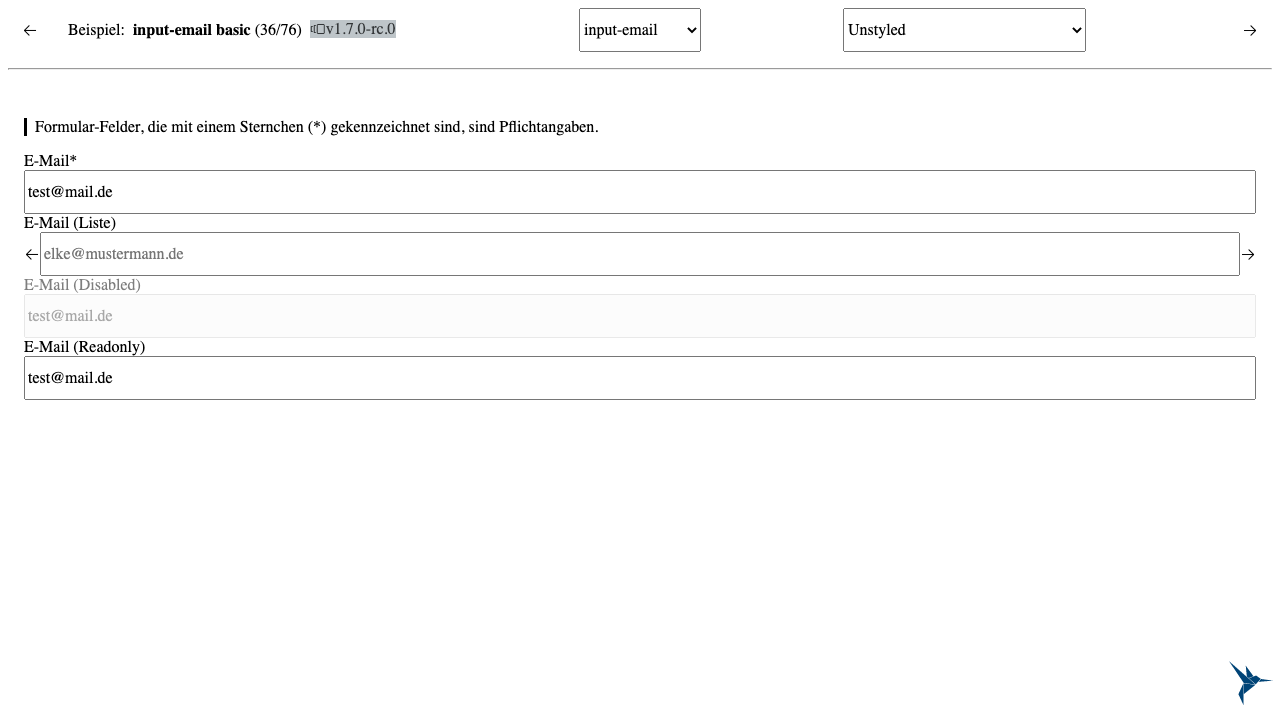 ← Beispiel: input-email basic (36/76) v1.7.0-rc.0 input-email Unstyled →
Formular-Felder, die mit einem Sternchen (*) gekennzeichnet sind, sind Pflichtangaben.
E-Mail*
test@mail.de
E-Mail (Liste)
← elke@mustermann.de →
E-Mail (Disabled)
test@mail.de
E-Mail (Readonly)
test@mail.de